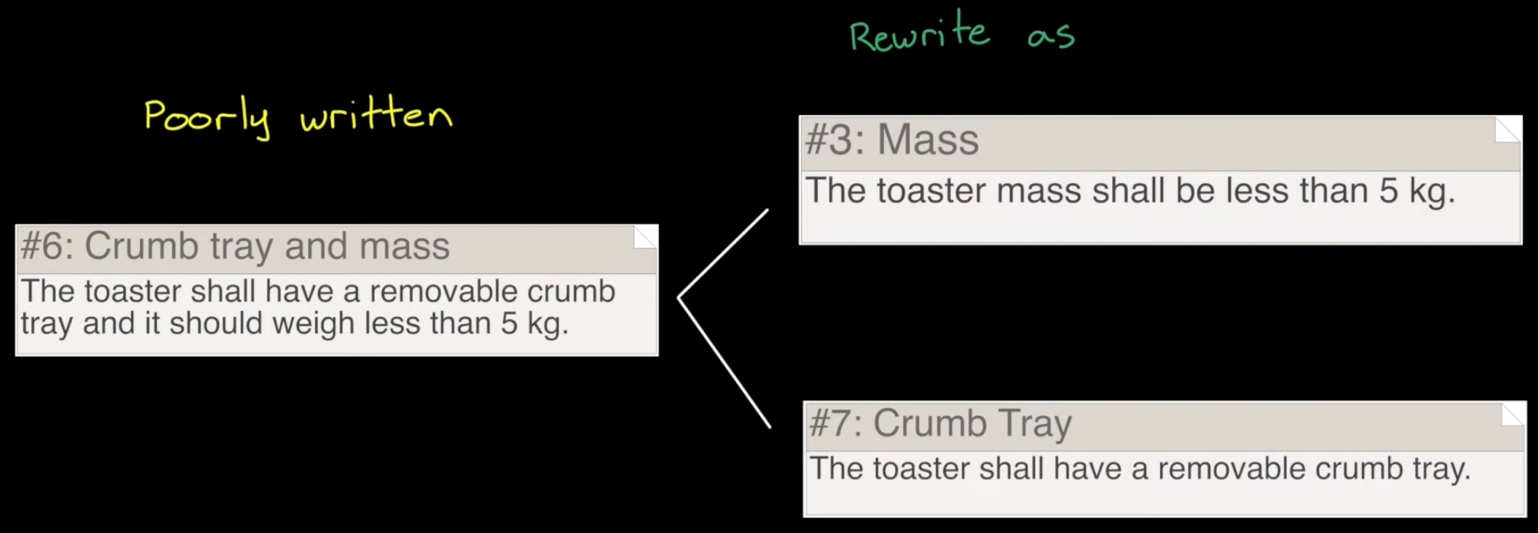 Poorly written
#6: Crumb tray and mass
The toaster shall have a removable crumb
tray and it should weigh less than 5 kg.
Rewrite as
#3: Mass
The toaster mass shall be less than 5 kg.
#7: Crumb Tray
The toaster shall have a removable crumb tray.